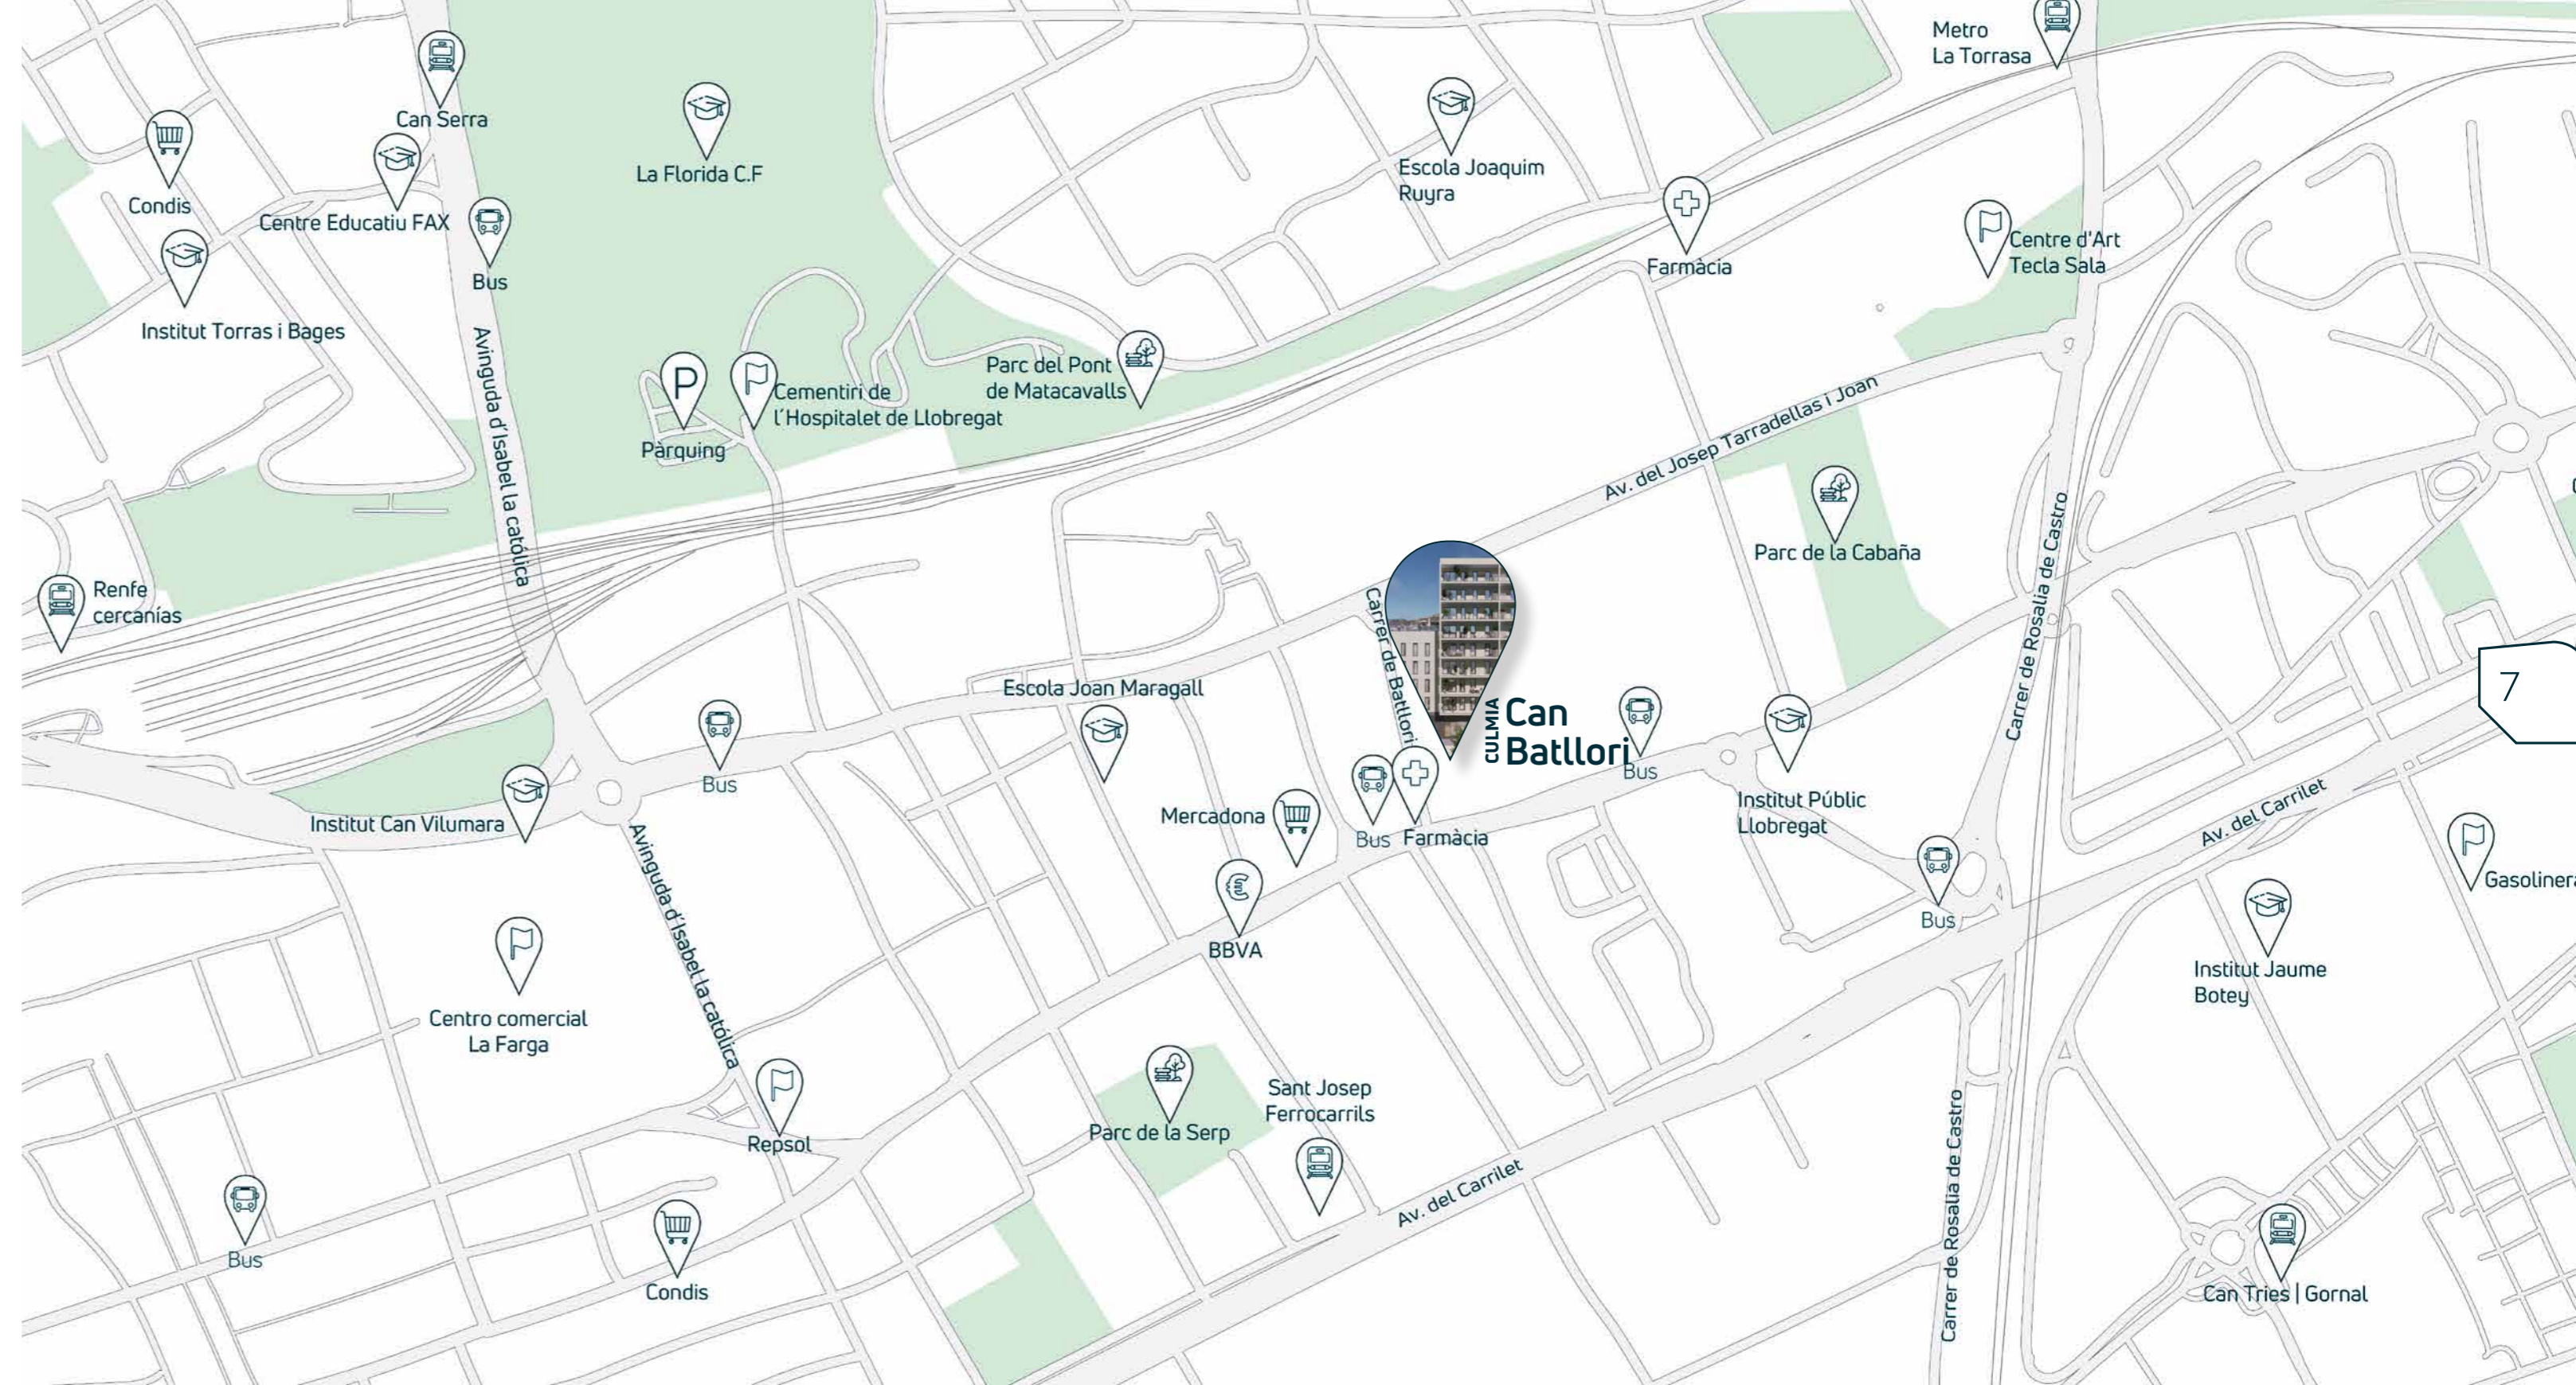 Metro
La Torrasa
Can Serra
La Florida C.F
Escola Joaquim
Ruyra
Condis
Centre Educatiu FAX
Bus
Farmàcia
Centre d'Art
Tecla Sala
Institut Torras i Bages
Avinguda d'Isabel la católica
Parc del Pont
de Matacavalls
P
Cementiri de
l´Hospitalet de Llobregat
Pàrquing
Av. del Josep Tarradellas i Joan
Parc de la Cabaña
Renfe
cercanías
Carrer de Batllori
Carrer de Rosalia de Castro
Escola Joan Maragall
CULMIA
Can
Batllori
7
Bus
Bus
Institut Públic
Llobregat
Mercadona
Institut Can Vilumara
Bus
Farmàcia
Av. del Carrilet
Avinguda d'Isabel la católica
Gasoliner
Bus
BBVA
Institut Jaume
Botey
Centro comercial
La Farga
Sant Josep
Ferrocarrils
Parc de la Serp
Repsol
Av. del Carrilet
Carrer de Rosalia de Castro
Bus
Condis
Can Tries | Gornal